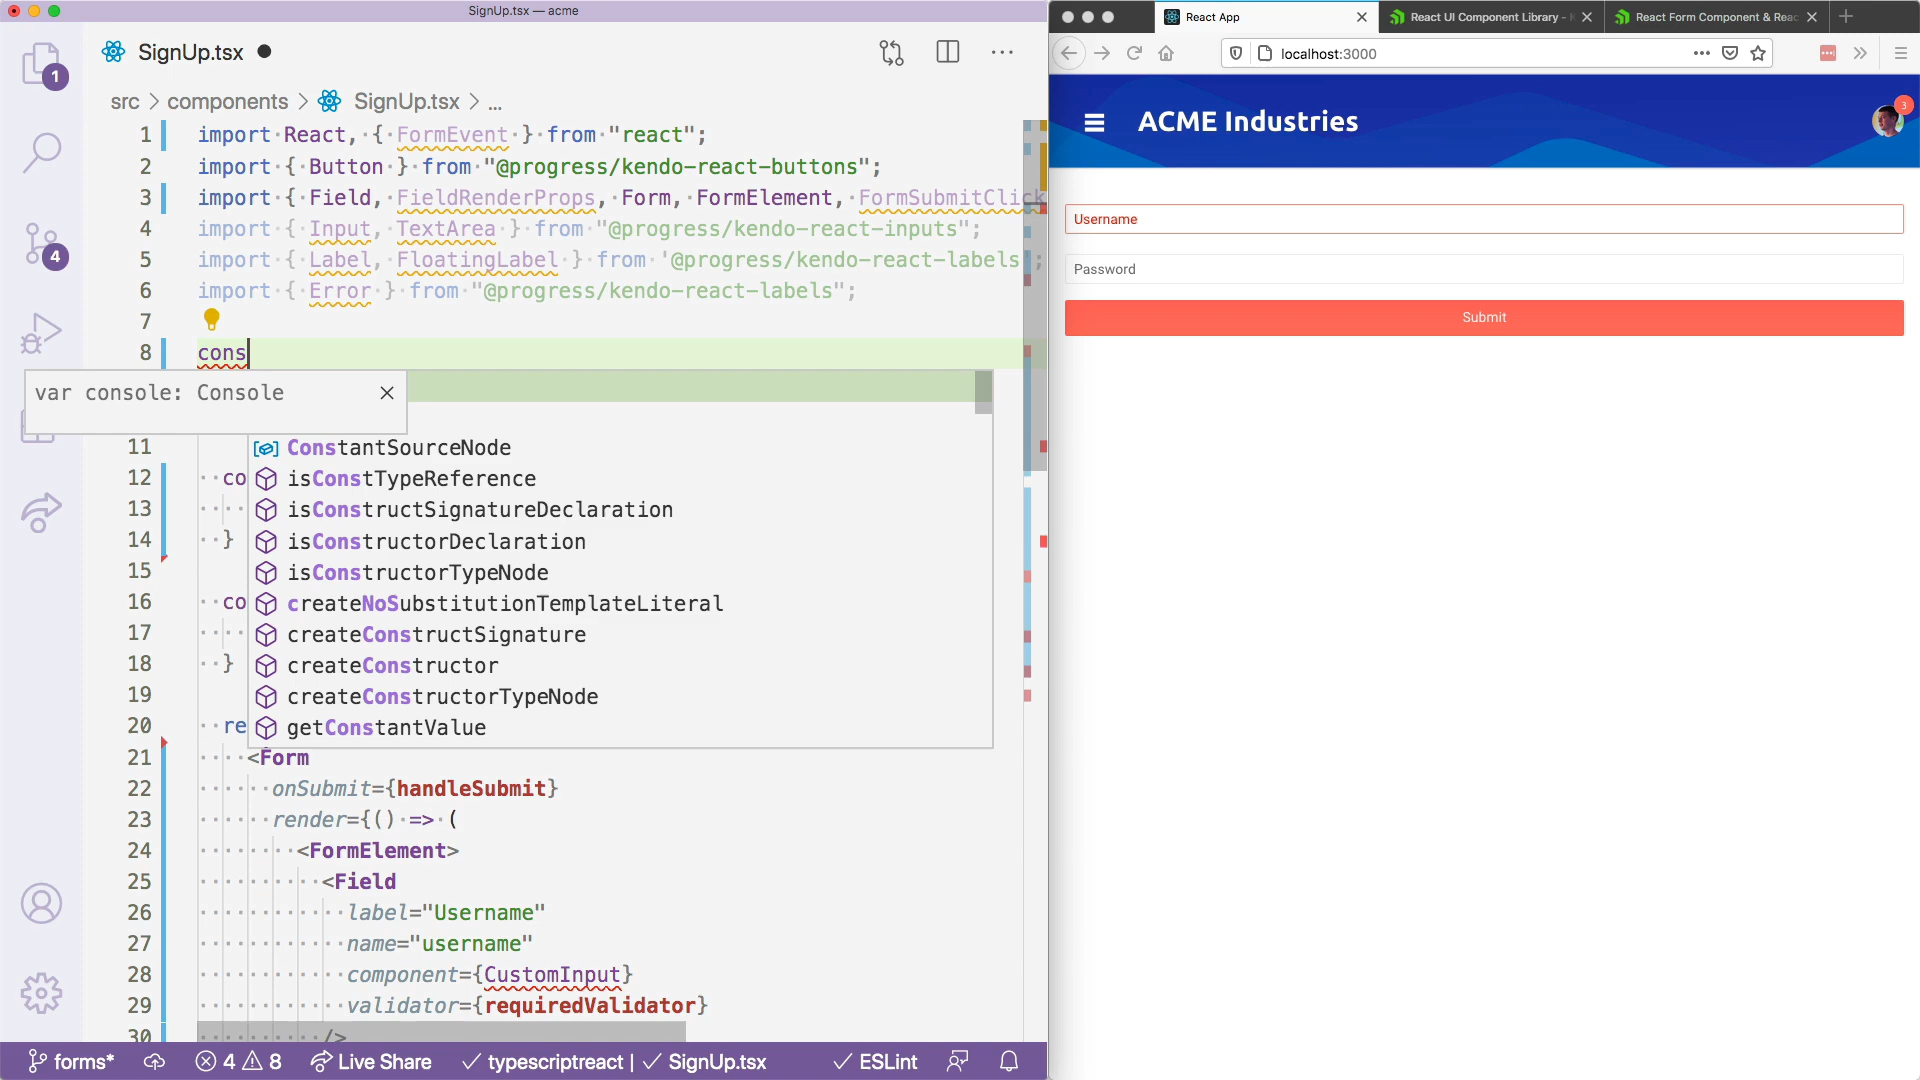 SignUp.tsx — acme
SignUp.tsx
src > components > SignUp.tsx > ...
1 import React, { FormEvent } from "react";
2 import { Button } from "@progress/kendo-react-buttons";
3 import { Field, FieldRenderProps, Form, FormElement, FormSubmitClick
4 import { Input, TextArea } from "@progress/kendo-react-inputs";
5 import { Label, FloatingLabel } from '@progress/kendo-react-labels';
6 import { Error } from "@progress/kendo-react-labels";
7
8 cons
var console: Console
11 ConstantSourceNode
12 co isConstTypeReference
13 isConstructSignatureDeclaration
14 } isConstructorDeclaration
15 isConstructorTypeNode
16 co createNoSubstitutionTemplateLiteral
17 createConstructSignature
18 } createConstructor
19 createConstructorTypeNode
20 re getConstantValue
21 <Form
22 onSubmit={handleSubmit}
23 render={() => (
24 <FormElement>
25 <Field
26 label="Username"
27 name="username"
28 component={CustomInput}
29 validator={requiredValidator}
30 />
1
4
forms* 4 8 Live Share typescriptreact | SignUp.tsx ESLint
React App
React UI Component Library - K
React Form Component & Reac
localhost:3000
ACME Industries
3
Username
Password
Submit